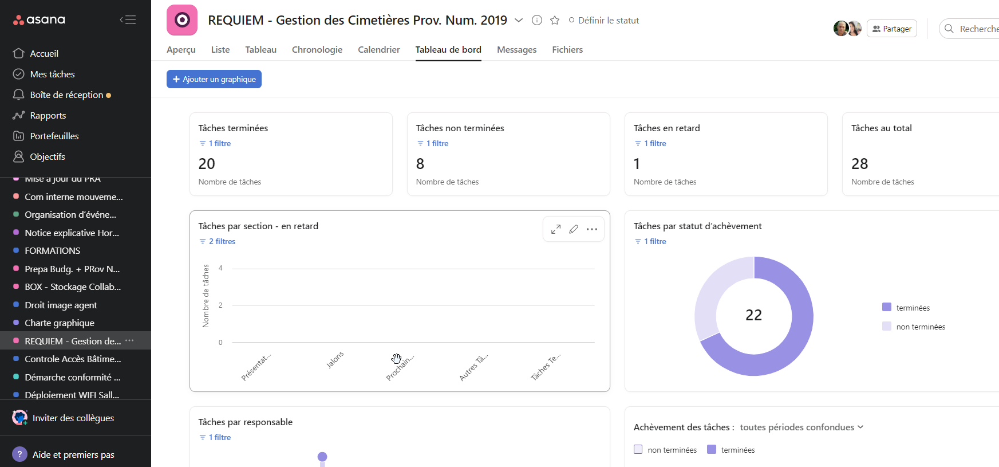 asana
Accueil
Mes tâches
Boîte de réception
Rapports
Portefeuilles
Objectifs
Mise à jour du PRA
Com interne mouveme...
Organisation d'événe...
Notice explicative Hor...
FORMATIONS
Prepa Budg. + PRov N...
BOX - Stockage Collab...
Droit image agent
Charte graphique
REQUIEM - Gestion de...
Controle Accès Bâtime...
Démarche conformité ...
Déploiement WIFI Sall...
Inviter des collègues
? Aide et premiers pas
REQUIEM - Gestion des Cimetières Prov. Num. 2019
Définir le statut
Partager
Recherche
Aperçu Liste Tableau Chronologie Calendrier Tableau de bord Messages Fichiers
+ Ajouter un graphique
Tâches terminées
1 filtre
20
Nombre de tâches
Tâches non terminées
1 filtre
8
Nombre de tâches
Tâches en retard
1 filtre
1
Nombre de tâches
Tâches au total
28
Nombre de tâches
Tâches par section - en retard
2 filtres
Nombre de tâches
4
2
0
Présentat...
Jalons
Prochain...
Autres Tâ...
Tâches Te...
Tâches par statut d'achèvement
1 filtre
22
terminées
non terminées
Tâches par responsable
1 filtre
Achèvement des tâches : toutes périodes confondues
non terminées terminées